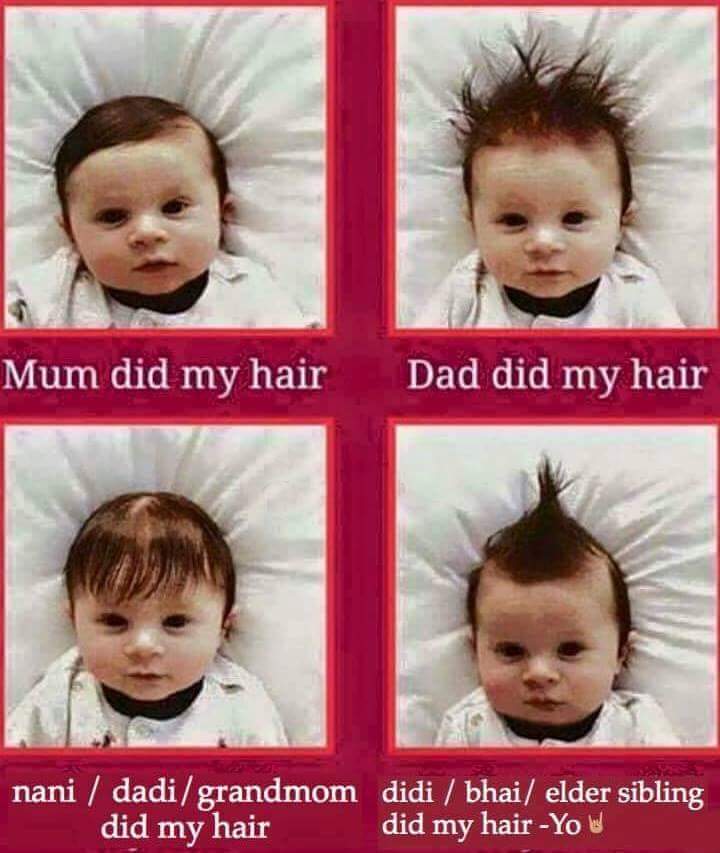 Mum did my hair
Dad did my hair
nani / dadi/grandmom
did my hair
didi / bhai/ elder sibling
did my hair -Yo 🤘🏼